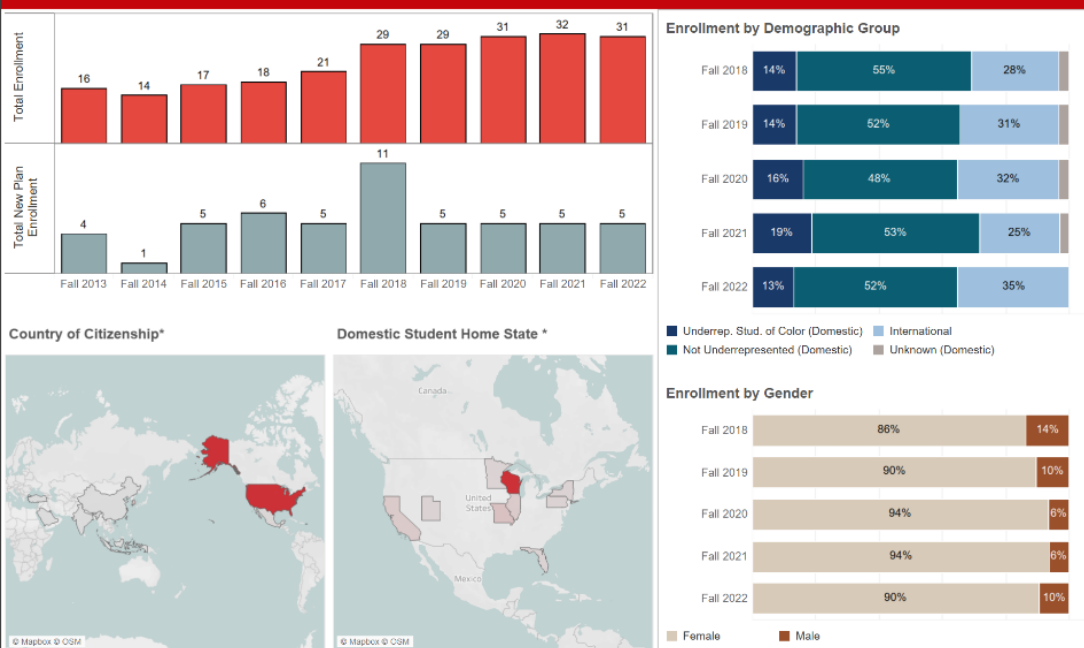 Total Enrollment
16
14
17
18
21
29
29
31
32
31
Total New Plan
Enrollment
4
1
5
6
5
11
5
5
5
5
Fall 2013 Fall 2014 Fall 2015 Fall 2016 Fall 2017 Fall 2018 Fall 2019 Fall 2020 Fall 2021 Fall 2022
Country of Citizenship*
© Mapbox © OSM
Domestic Student Home State *
Canada
United
States
Mexico
© Mapbox © OSM
Enrollment by Demographic Group
Fall 2018 14% 55% 28%
Fall 2019 14% 52% 31%
Fall 2020 16% 48% 32%
Fall 2021 19% 53% 25%
Fall 2022 13% 52% 35%
Underrep. Stud. of Color (Domestic) International
Not Underrepresented (Domestic) Unknown (Domestic)
Enrollment by Gender
Fall 2018 86% 14%
Fall 2019 90% 10%
Fall 2020 94% 6%
Fall 2021 94% 6%
Fall 2022 90% 10%
Female Male